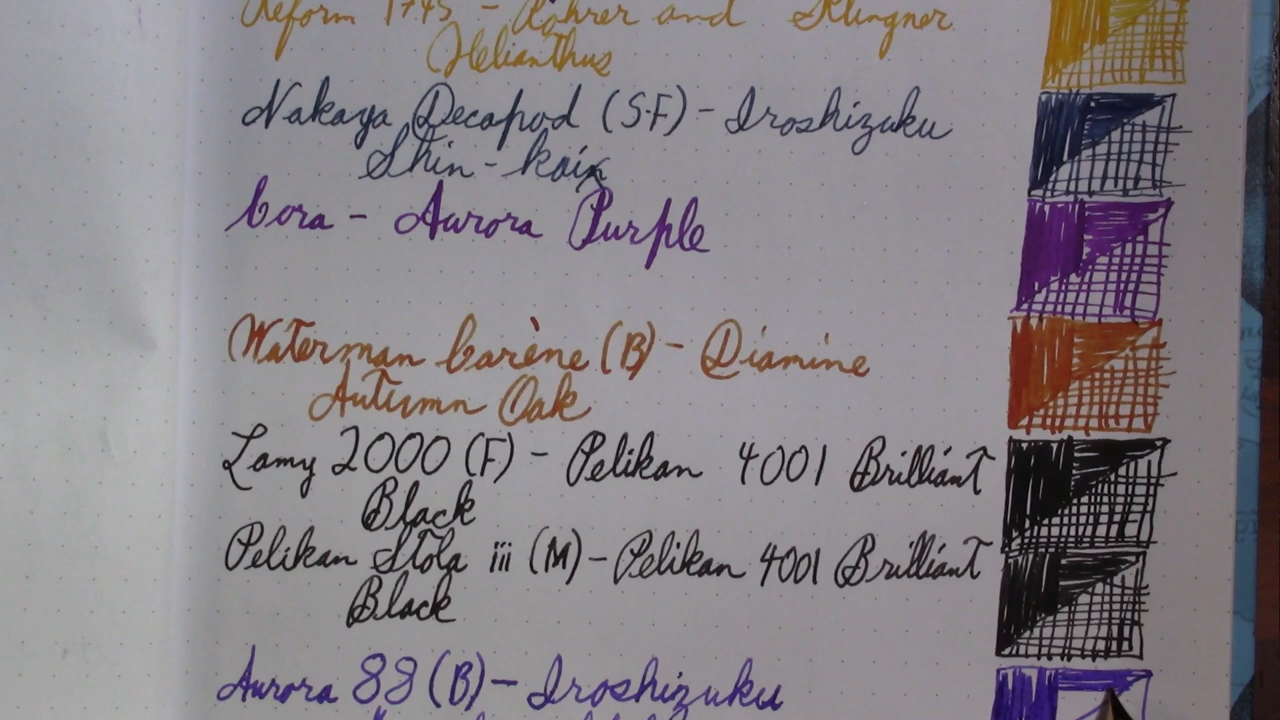 Reform 1745 - Rohrer and Klingner
Helianthus
Nakaya Decapod (S.F) - Iroshizuku
Shin-kai
Cora - Aurora Purple
Waterman Carène (B) - Diamine
Autumn Oak
Lamy 2000 (F) - Pelikan 4001 Brilliant
Black
Pelikan Stola iii (M) - Pelikan 4001 Brilliant
Black
Aurora 88 (B) - Iroshizuku